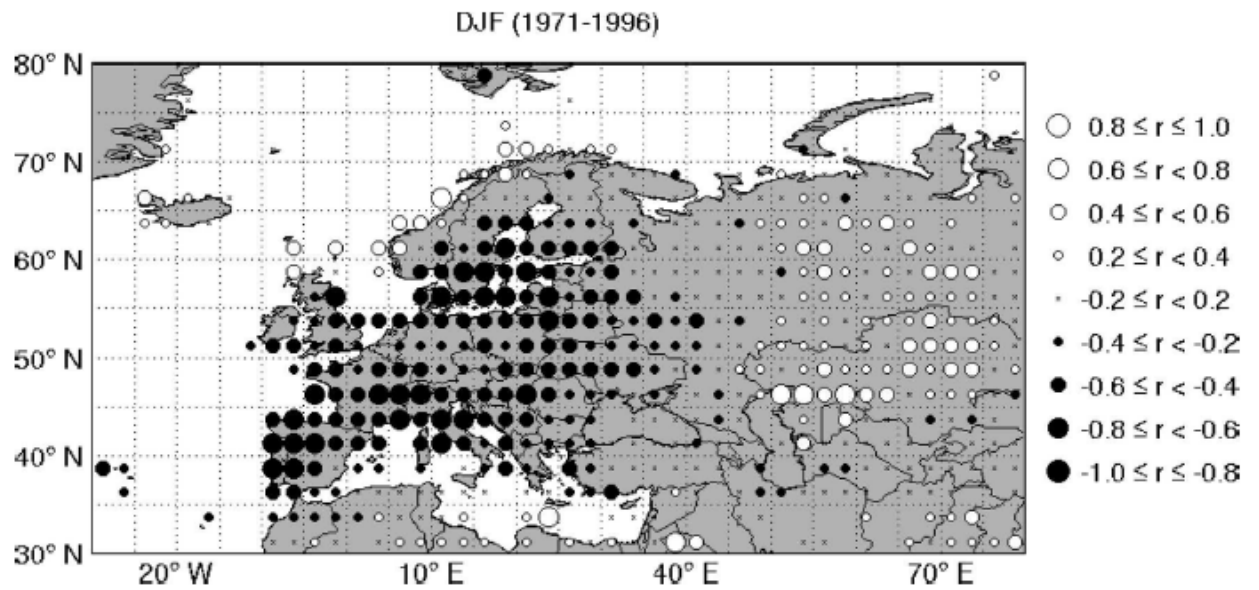 DJF (1971-1996)
80° N
70° N
60° N
50° N
40° N
30° N
20° W
10° E
40° E
70° E
0.8 ≤ r ≤ 1.0
0.6 ≤ r < 0.8
0.4 ≤ r < 0.6
0.2 ≤ r < 0.4
-0.2 ≤ r < 0.2
-0.4 ≤ r < -0.2
-0.6 ≤ r < -0.4
-0.8 ≤ r < -0.6
-1.0 ≤ r ≤ -0.8